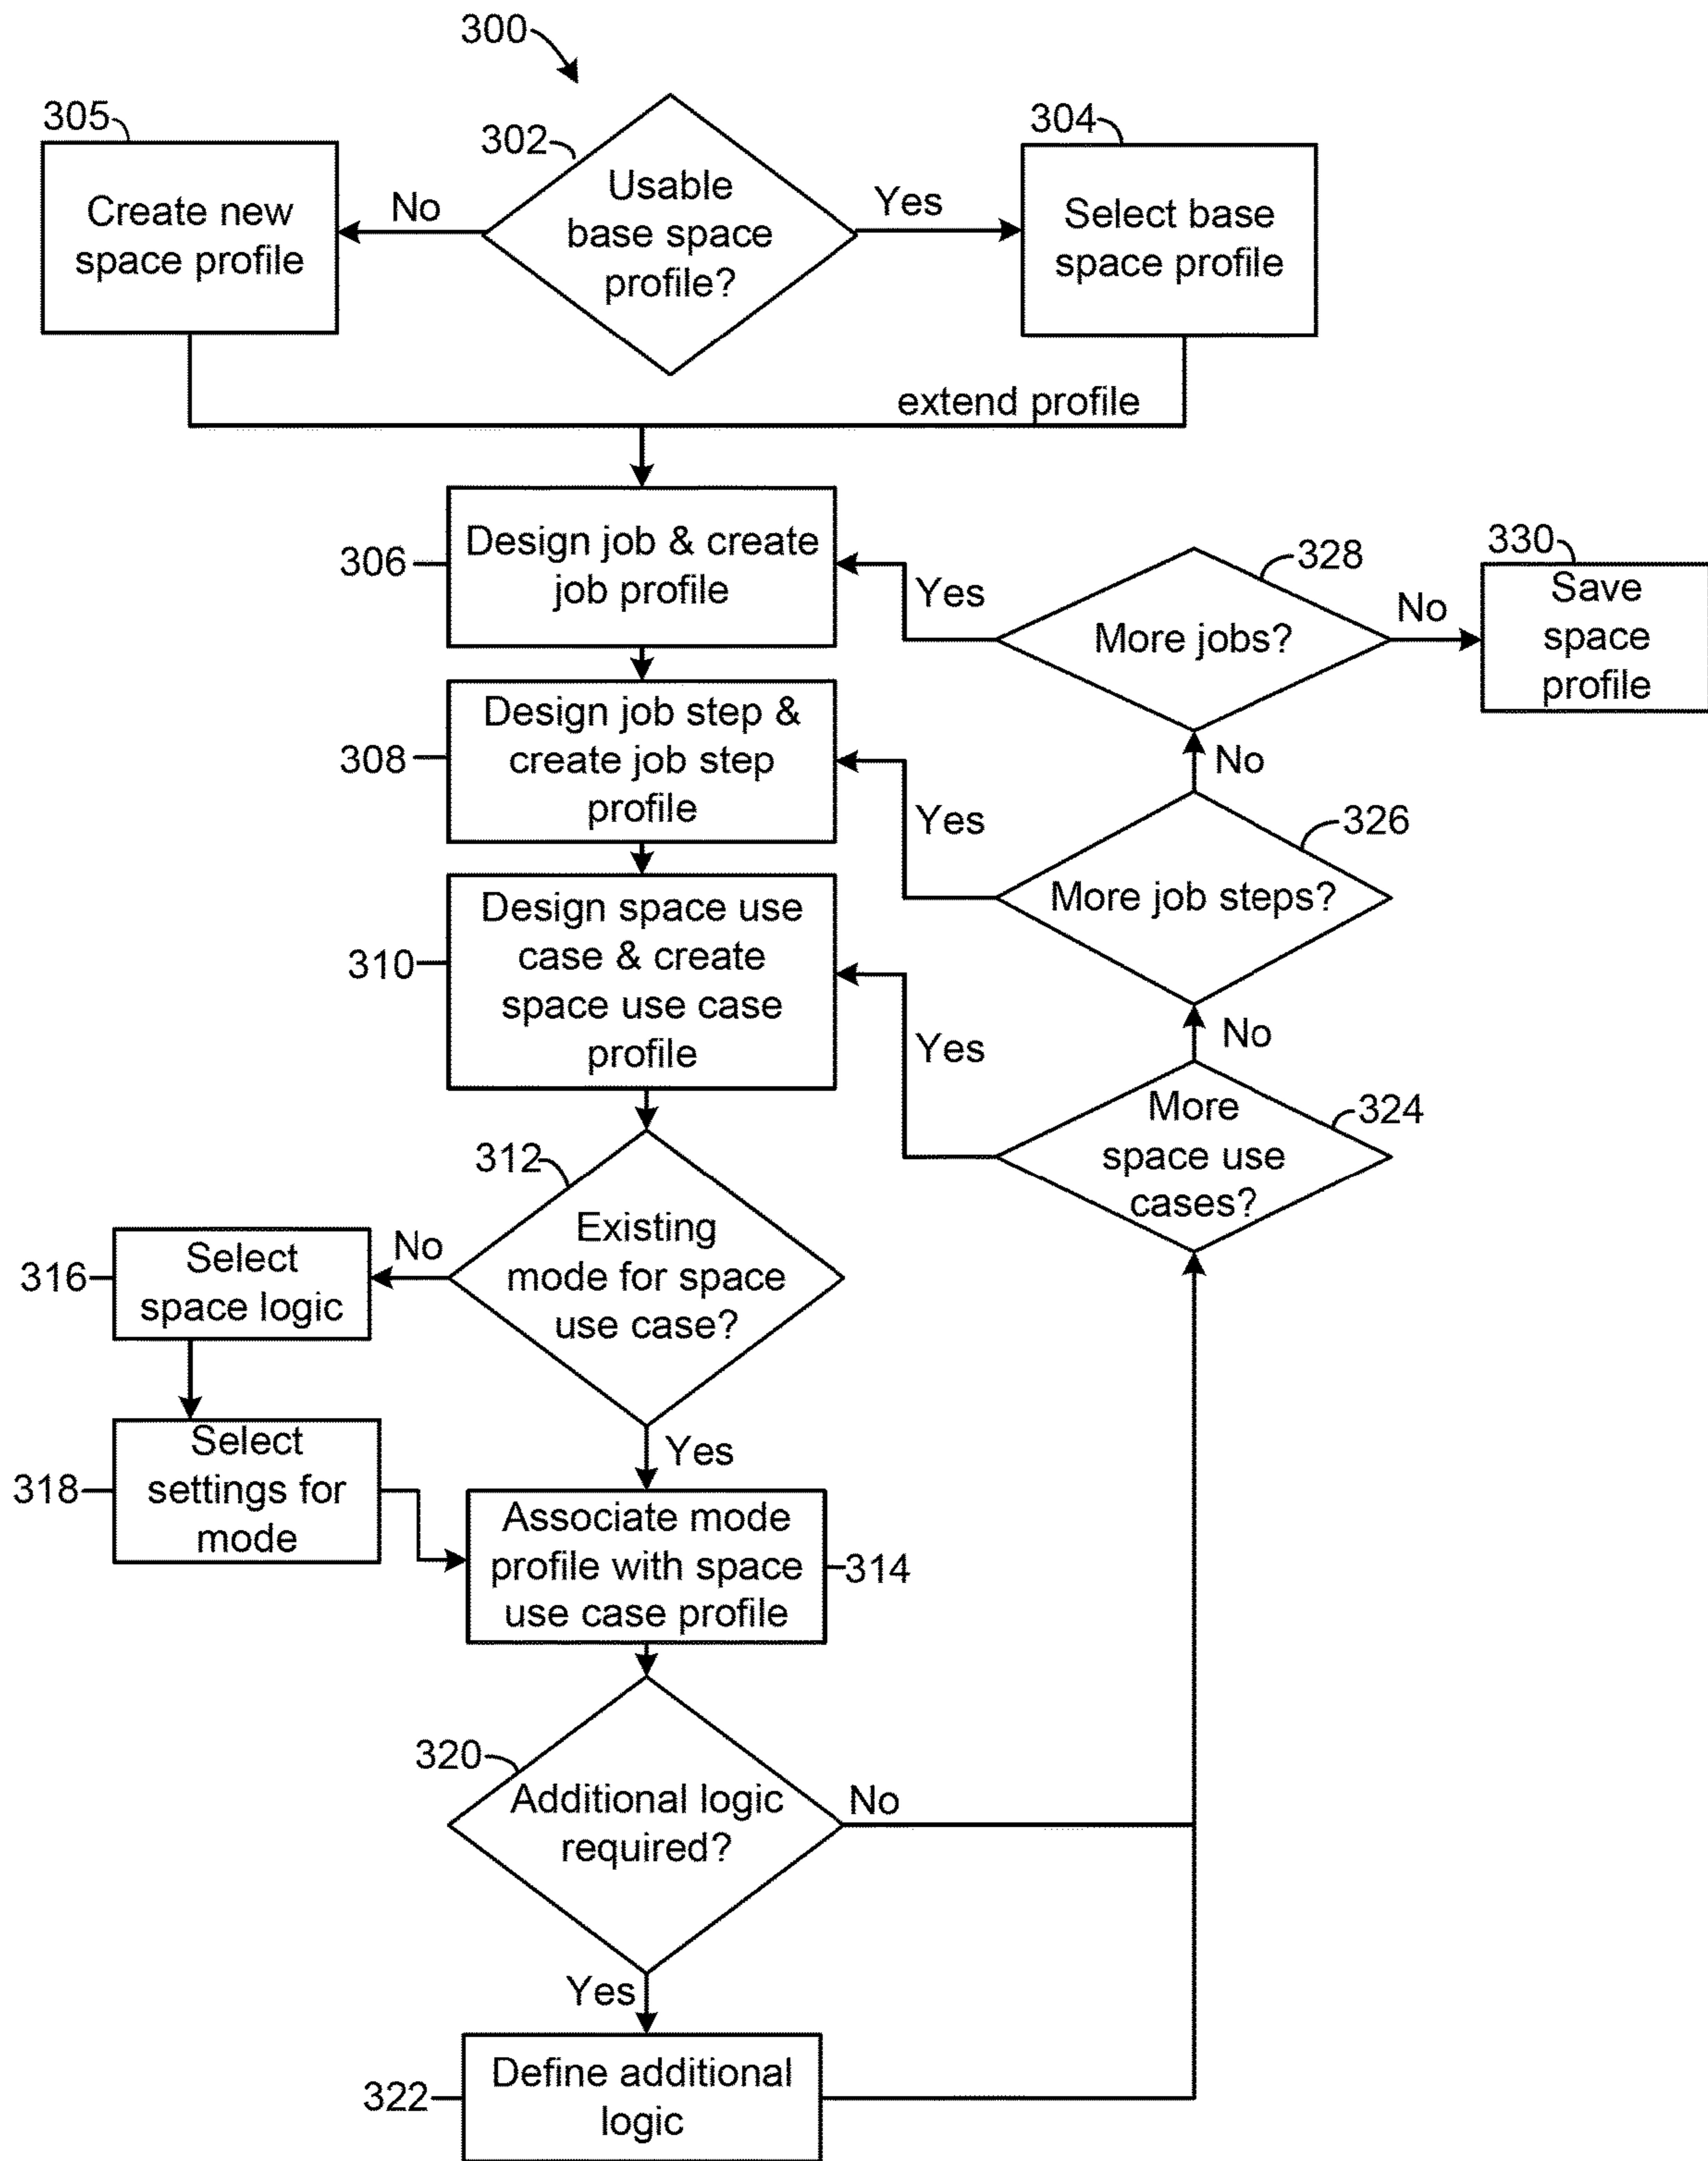 300
305
302
304
Create new
space profile
No
Usable
base space
profile?
Yes
Select base
space profile
extend profile
306
Design job & create
job profile
Yes
328
More jobs?
No
330
Save
space
profile
308
Design job step &
create job step
profile
Yes
No
326
More job steps?
310
Design space use
case & create
space use case
profile
Yes
No
324
More
space use
cases?
312
Existing
mode for space
use case?
No
316
Select
space logic
Yes
318
Select
settings for
mode
Associate mode
profile with space
use case profile
314
320
Additional logic
required?
No
Yes
322
Define additional
logic